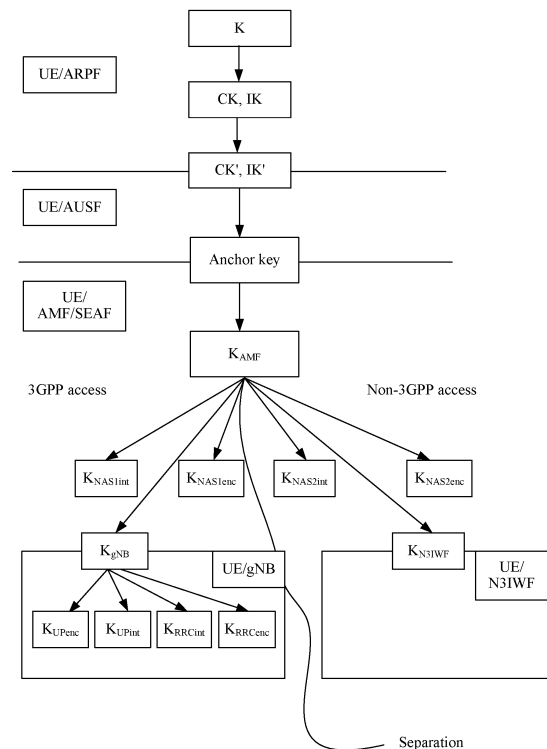 K
UE/ARPF
CK, IK
CK', IK'
UE/AUSF
Anchor key
UE/
AMF/SEAF
KAMF
3GPP access
Non-3GPP access
KNAS1int
KNAS1enc
KNAS2int
KNAS2enc
KgNB
UE/gNB
KN3IWF
UE/
N3IWF
KUPenc
KUPint
KRRCint
KRRCenc
Separation